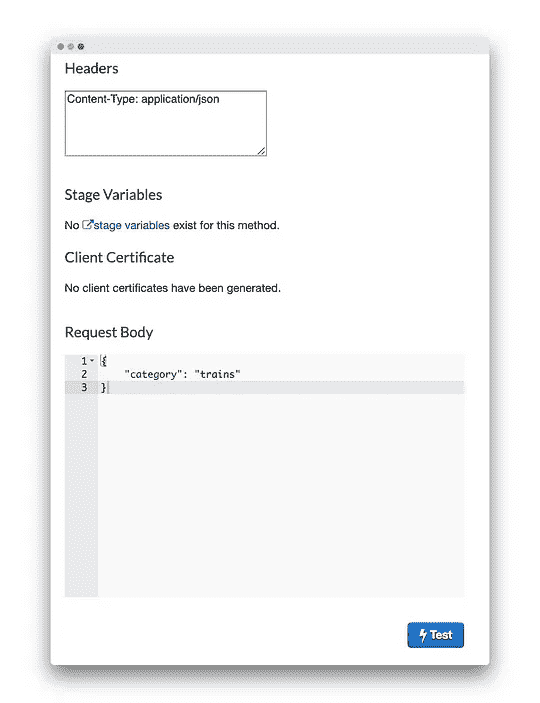 Headers
Content-Type: application/json
Stage Variables
No stage variables exist for this method.
Client Certificate
No client certificates have been generated.
Request Body
1 {
2     "category": "trains"
3 }
Test